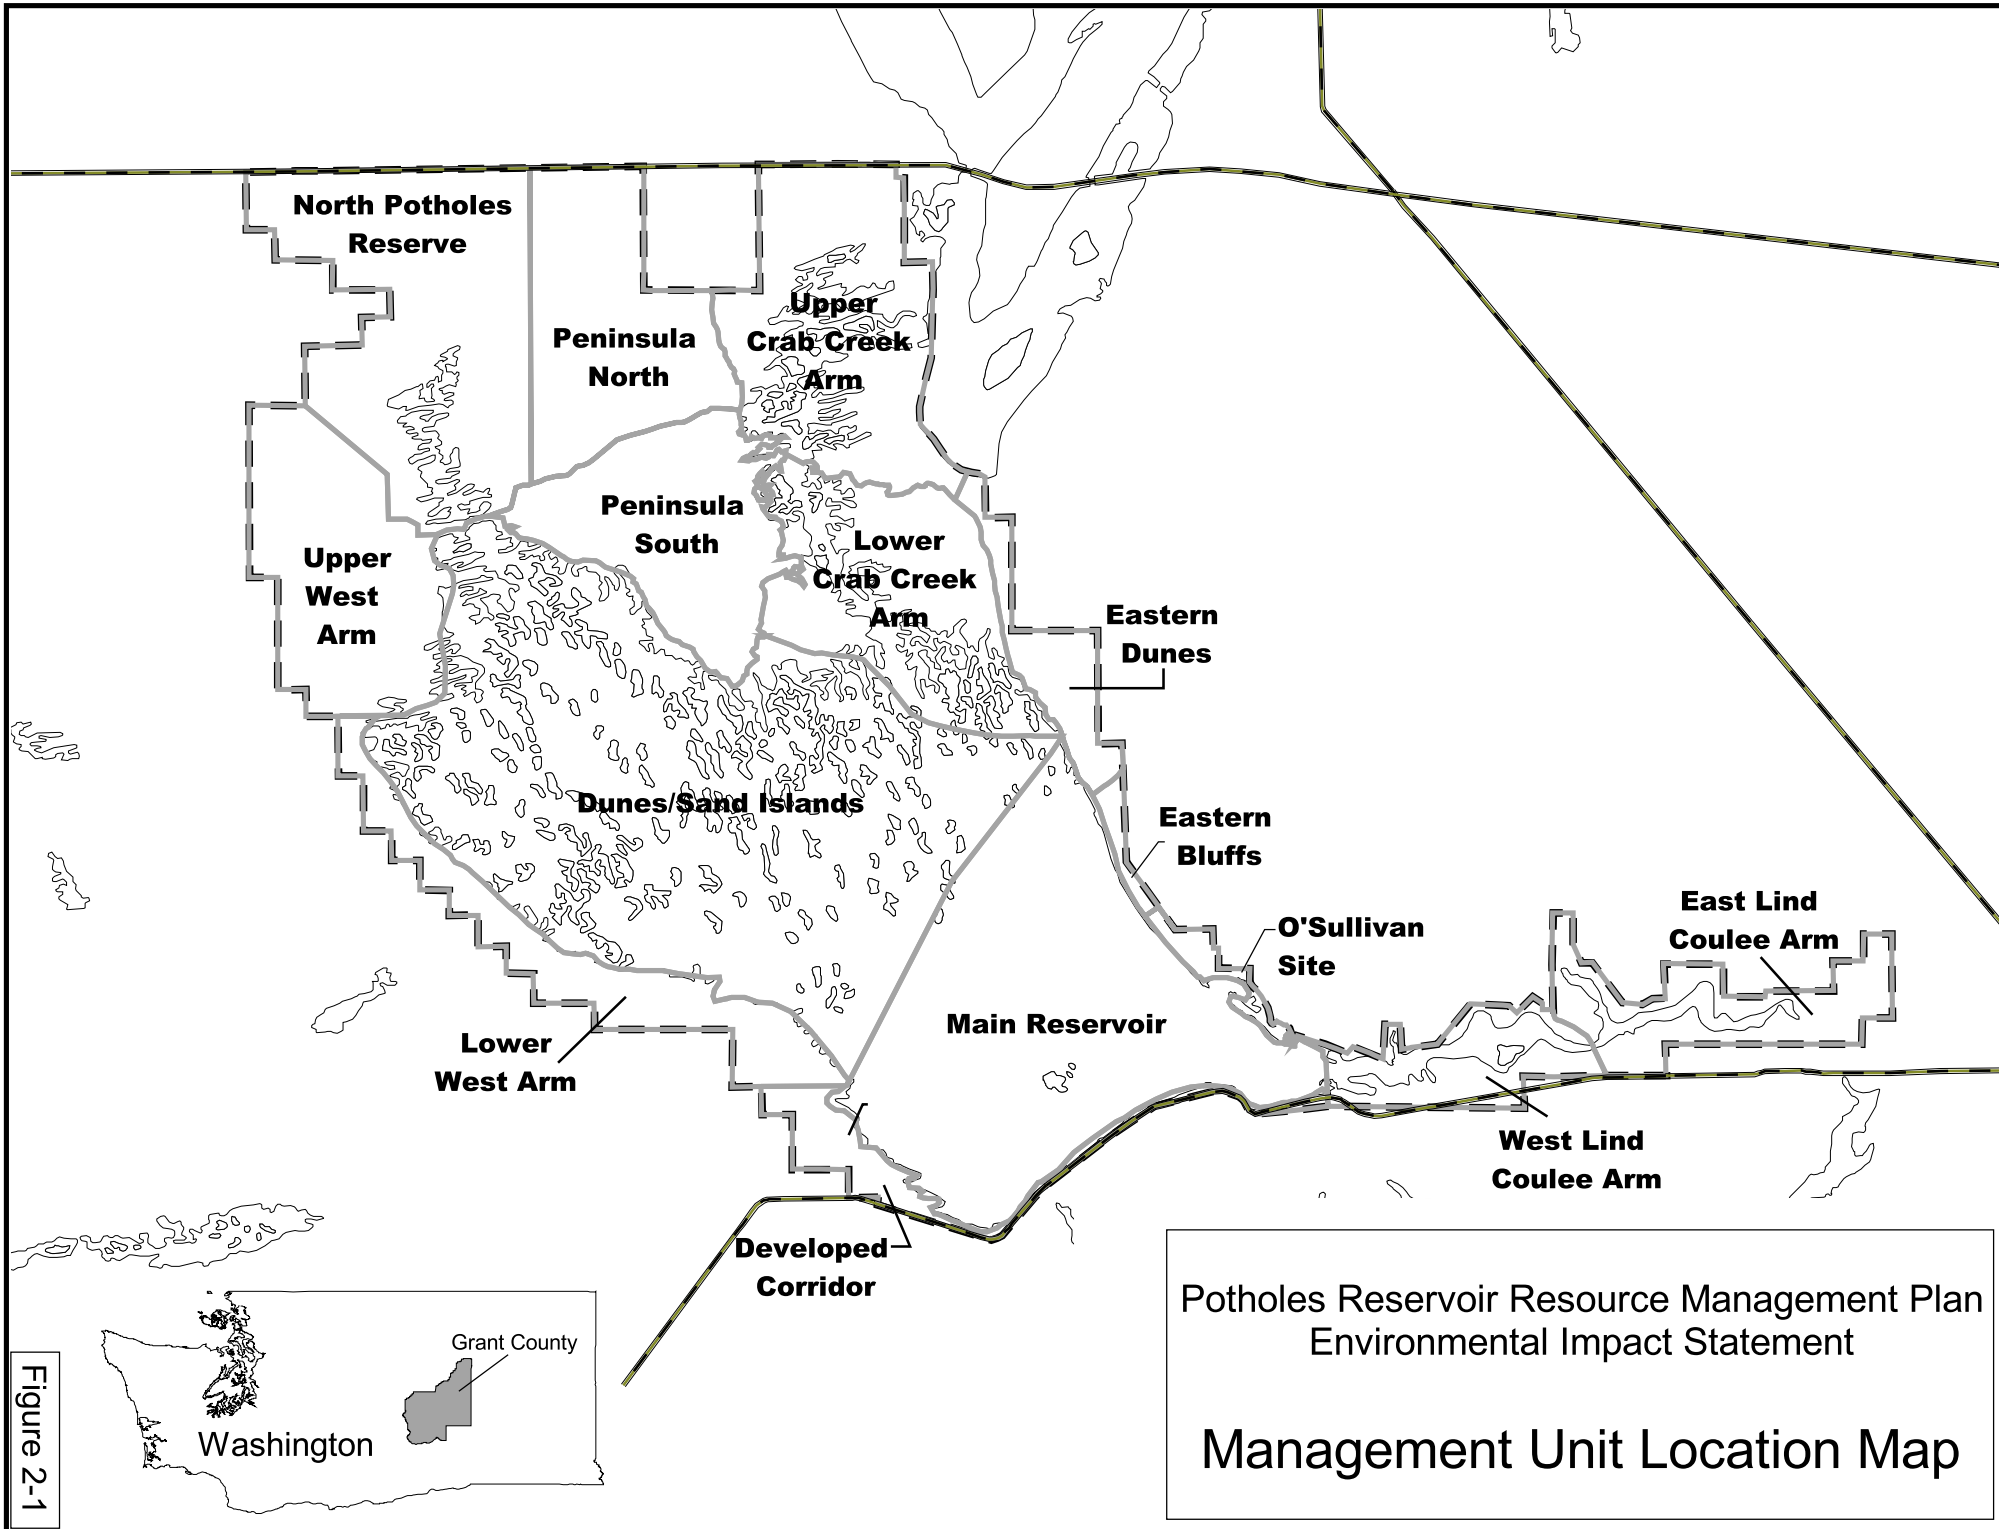 North Potholes
Reserve
Upper
Crab Creek
Arm
Peninsula
North
Peninsula
South
Lower
Crab Creek
Arm
Upper
West
Arm
Eastern
Dunes
Dunes/Sand Islands
Eastern
Bluffs
East Lind
Coulee Arm
O'Sullivan
Site
Main Reservoir
Lower
West Arm
West Lind
Coulee Arm
Developed
Corridor
Grant County
Washington
Figure 2-1
Potholes Reservoir Resource Management Plan
Environmental Impact Statement
Management Unit Location Map